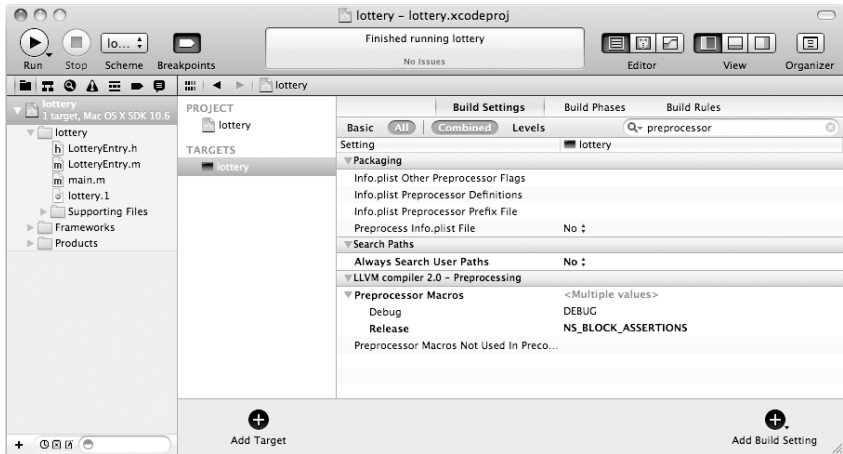 lottery – lottery.xcodeproj
Run
Stop
lo...
Scheme
Breakpoints
Finished running lottery
No Issues
Editor
View
Organizer
lottery
lottery
1 target, Mac OS X SDK 10.6
lottery
h LotteryEntry.h
m LotteryEntry.m
m main.m
lottery.1
Supporting Files
Frameworks
Products
PROJECT
lottery
TARGETS
lottery
Build Settings Build Phases Build Rules
Basic All Combined Levels preprocessor
Setting lottery
Packaging
Info.plist Other Preprocessor Flags
Info.plist Preprocessor Definitions
Info.plist Preprocessor Prefix File
Preprocess Info.plist File No
Search Paths
Always Search User Paths No
LLVM compiler 2.0 – Preprocessing
Preprocessor Macros <Multiple values>
Debug DEBUG
Release NS_BLOCK_ASSERTIONS
Preprocessor Macros Not Used In Preco...
Add Target
Add Build Setting